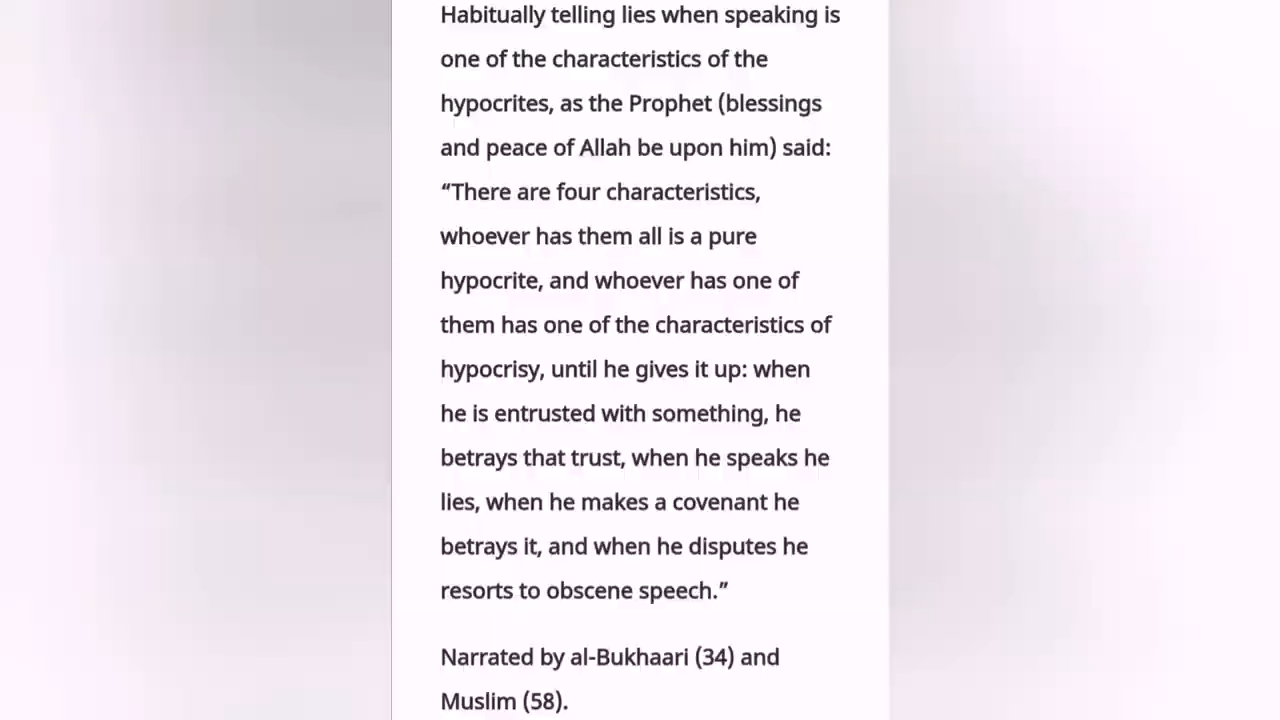 Habitually telling lies when speaking is
one of the characteristics of the
hypocrites, as the Prophet (blessings
and peace of Allah be upon him) said:
“There are four characteristics,
whoever has them all is a pure
hypocrite, and whoever has one of
them has one of the characteristics of
hypocrisy, until he gives it up: when
he is entrusted with something, he
betrays that trust, when he speaks he
lies, when he makes a covenant he
betrays it, and when he disputes he
resorts to obscene speech.”
Narrated by al-Bukhaari (34) and
Muslim (58).